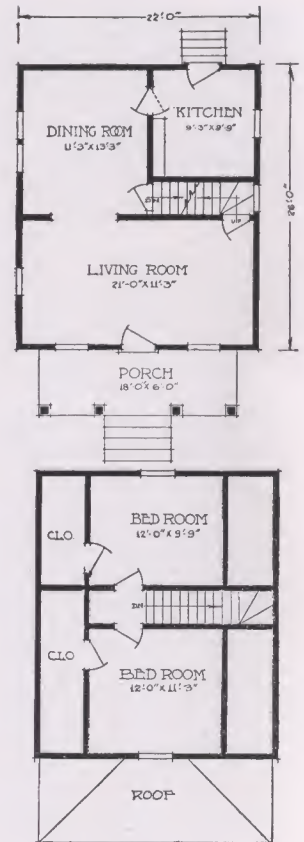 22'-0"
KITCHEN
9'-3"X9'-9"
DINING ROOM
11'-3"X13'-3"
DN
UP
26'-0"
LIVING ROOM
21'-0"X11'-3"
PORCH
18'-0"X6'-0"
BED ROOM
12'-0"X9'-9"
CLO.
DN
CLO
BED ROOM
12'-0"X11'-3"
ROOF